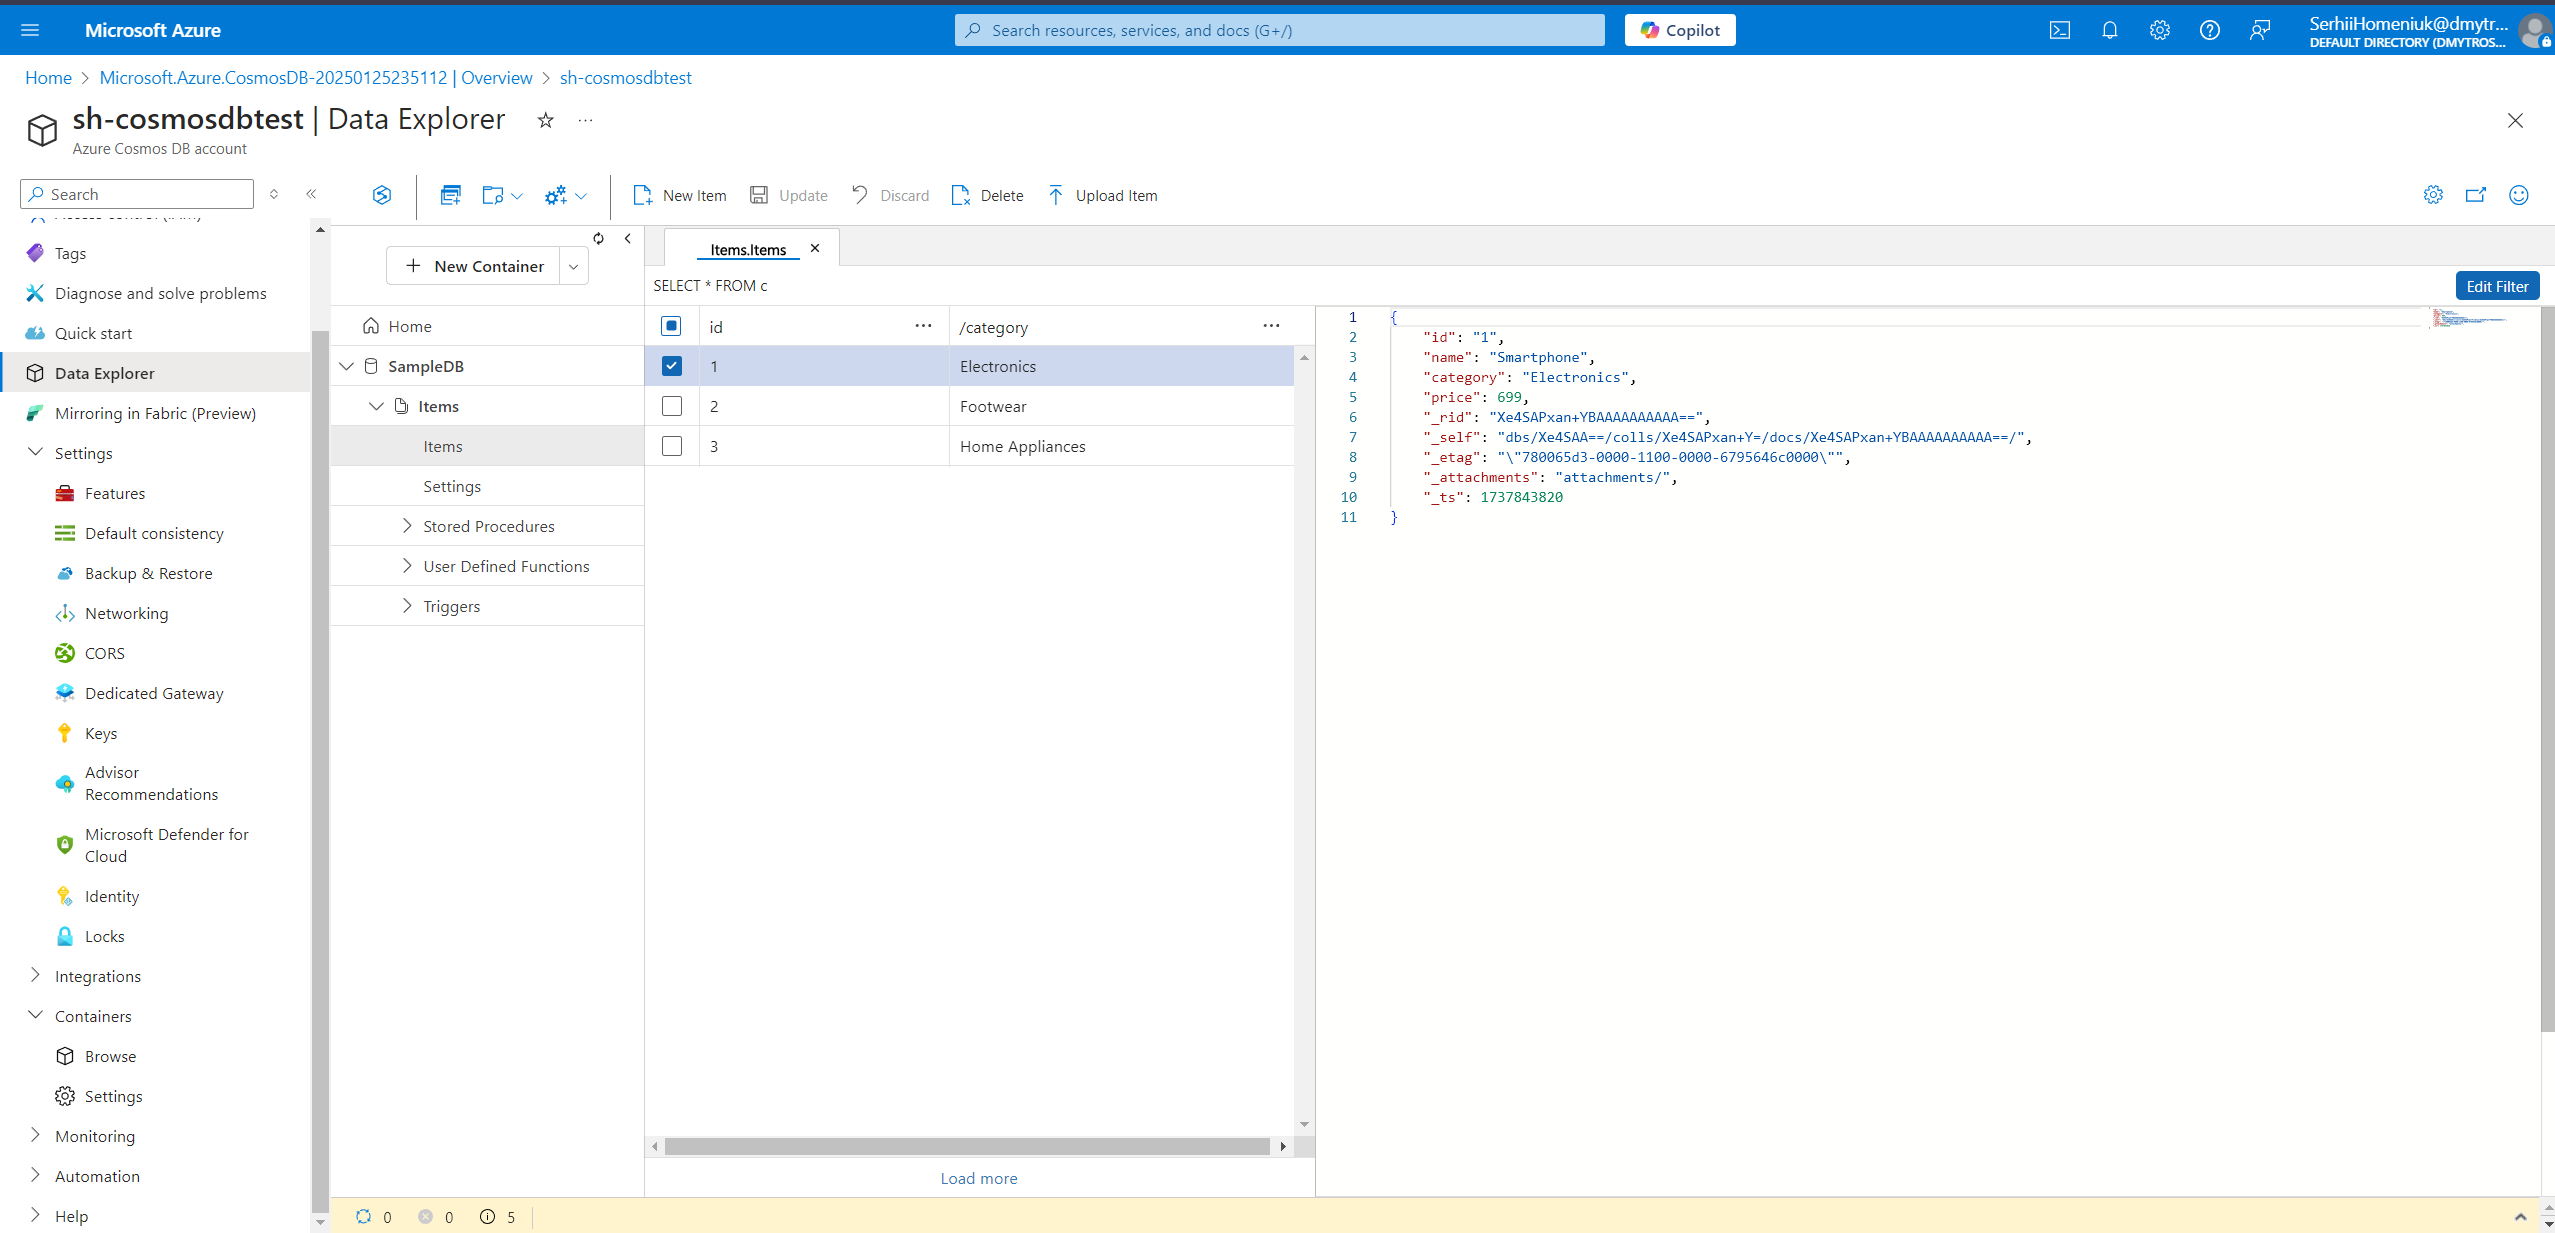 Microsoft Azure
Search resources, services, and docs (G+/)
Copilot
SerhiiHomeniuk@dmytr...
DEFAULT DIRECTORY (DMYTROS...
Home > Microsoft.Azure.CosmosDB-20250125235112 | Overview > sh-cosmosdbtest
sh-cosmosdbtest | Data Explorer
Azure Cosmos DB account
Search
Access control (IAM)
Tags
Diagnose and solve problems
Quick start
Data Explorer
Mirroring in Fabric (Preview)
Settings
Features
Default consistency
Backup & Restore
Networking
CORS
Dedicated Gateway
Keys
Advisor
Recommendations
Microsoft Defender for
Cloud
Identity
Locks
Integrations
Containers
Browse
Settings
Monitoring
Automation
Help
New Item
Update
Discard
Delete
Upload Item
New Container
Home
SampleDB
Items
Items
Settings
Stored Procedures
User Defined Functions
Triggers
Items.Items
SELECT * FROM c
Edit Filter
id ... /category ...
1 Electronics
2 Footwear
3 Home Appliances
Load more
1 {
2 "id": "1",
3 "name": "Smartphone",
4 "category": "Electronics",
5 "price": 699,
6 "_rid": "Xe4SAPxan+YBAAAAAAAAAA==",
7 "_self": "dbs/Xe4SAA==/colls/Xe4SAPxan+Y=/docs/Xe4SAPxan+YBAAAAAAAAAA==/",
8 "_etag": "\"780065d3-0000-1100-0000-6795646c0000\"",
9 "_attachments": "attachments/",
10 "_ts": 1737843820
11 }
0 0 5